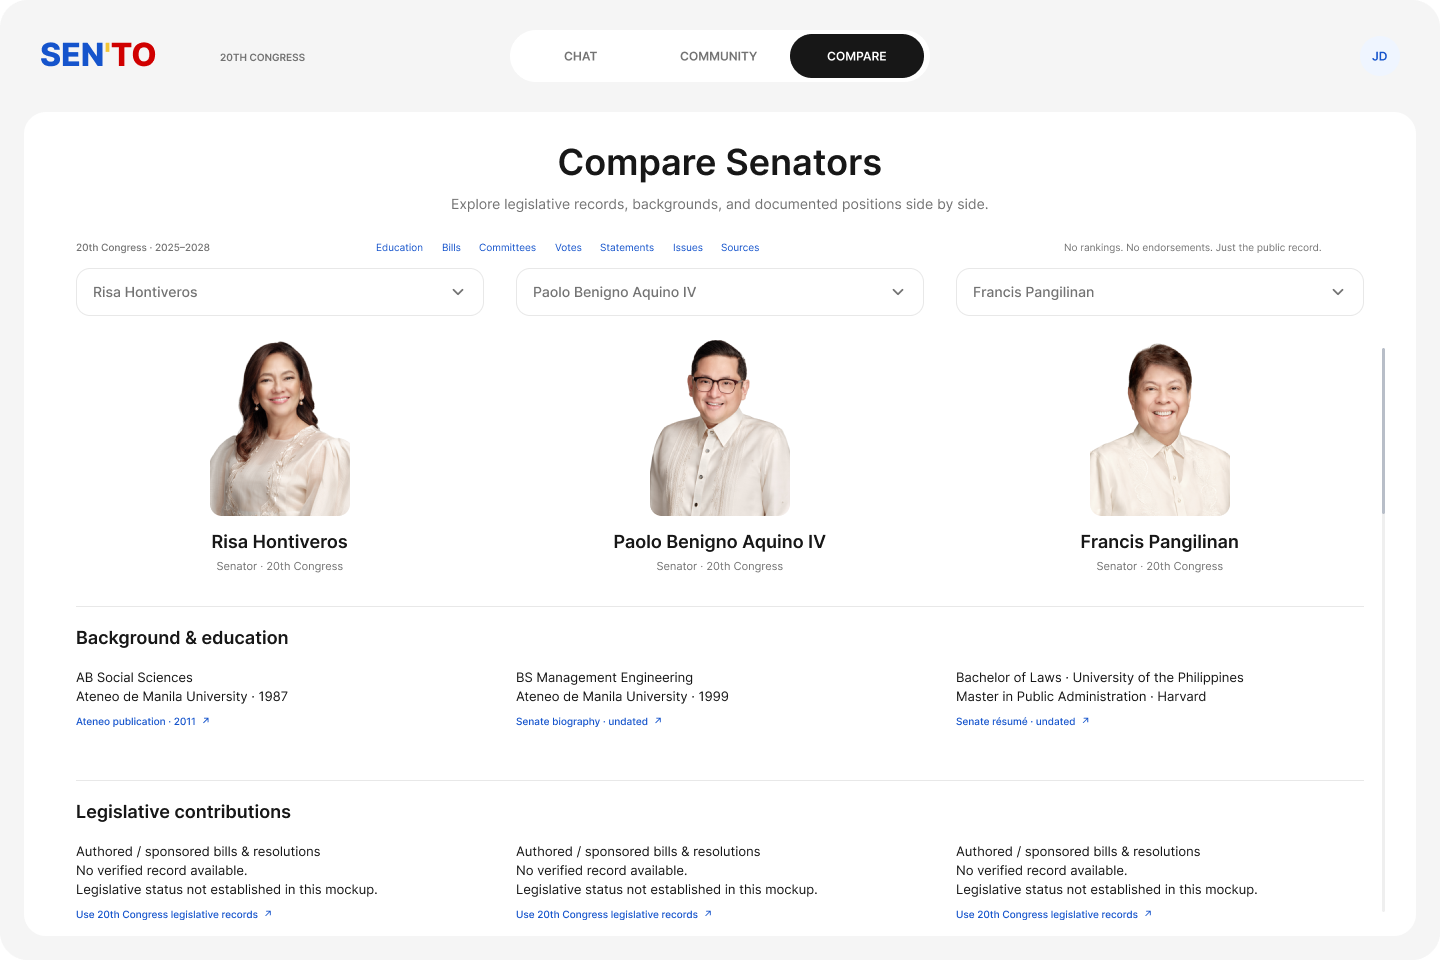 SEN'TO
20TH CONGRESS
CHAT
COMMUNITY
COMPARE
JD
Compare Senators
Explore legislative records, backgrounds, and documented positions side by side.
20th Congress · 2025–2028
Education
Bills
Committees
Votes
Statements
Issues
Sources
No rankings. No endorsements. Just the public record.
Risa Hontiveros
Paolo Benigno Aquino IV
Francis Pangilinan
Risa Hontiveros
Senator · 20th Congress
Paolo Benigno Aquino IV
Senator · 20th Congress
Francis Pangilinan
Senator · 20th Congress
Background & education
AB Social Sciences
Ateneo de Manila University · 1987
Ateneo publication · 2011 ↗
BS Management Engineering
Ateneo de Manila University · 1999
Senate biography · undated ↗
Bachelor of Laws · University of the Philippines
Master in Public Administration · Harvard
Senate résumé · undated ↗
Legislative contributions
Authored / sponsored bills & resolutions
No verified record available.
Legislative status not established in this mockup.
Use 20th Congress legislative records ↗
Authored / sponsored bills & resolutions
No verified record available.
Legislative status not established in this mockup.
Use 20th Congress legislative records ↗
Authored / sponsored bills & resolutions
No verified record available.
Legislative status not established in this mockup.
Use 20th Congress legislative records ↗